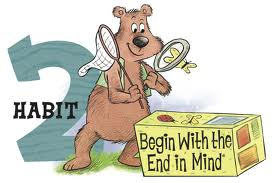 2
HABIT
Begin With the
End in Mind®